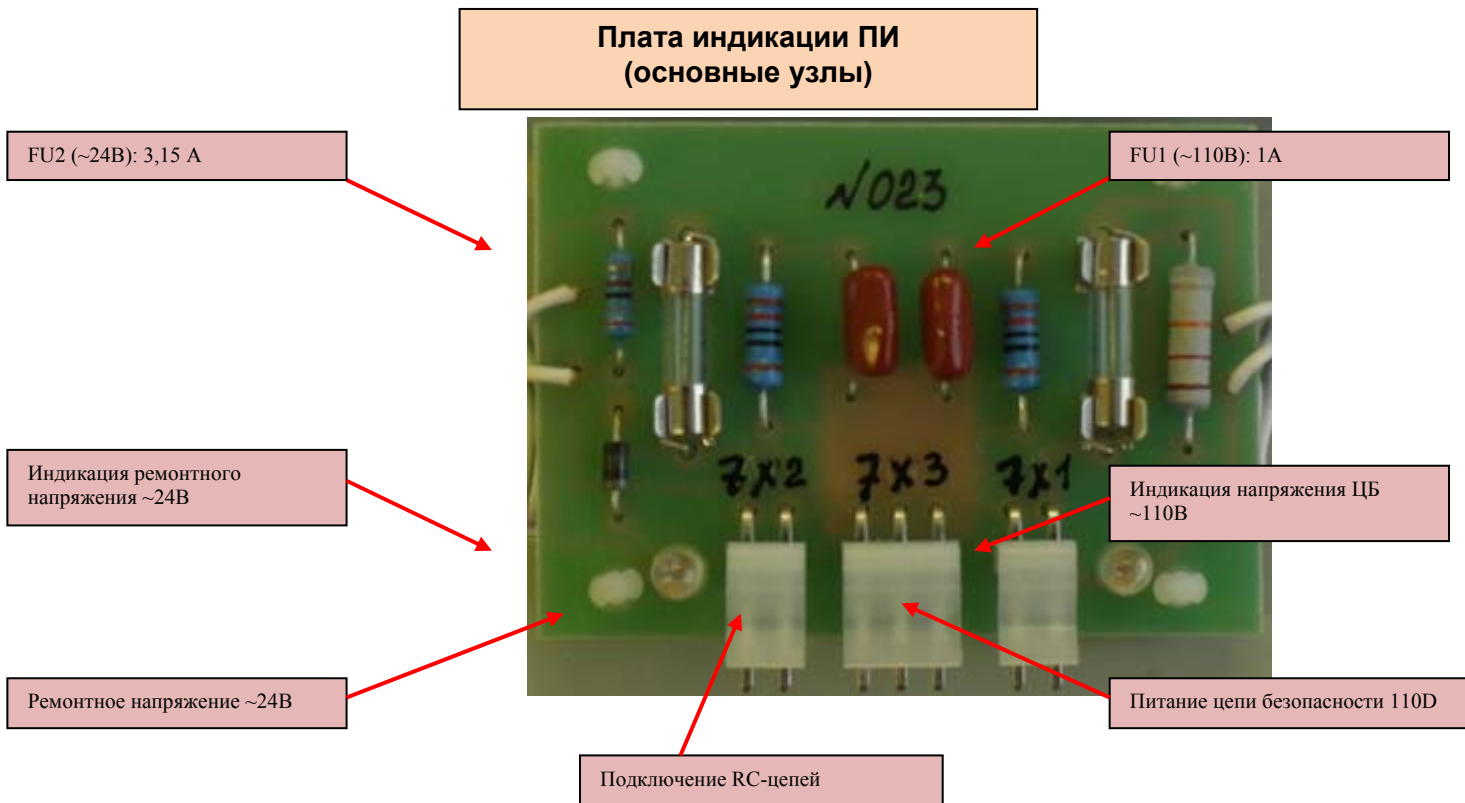 Плата индикации ПИ
(основные узлы)
FU2 (~24В): 3,15 А
FU1 (~110В): 1А
N023
Индикация ремонтного
напряжения ~24В
7X2
7X3
7X1
Индикация напряжения ЦБ
~110В
Ремонтное напряжение ~24В
Питание цепи безопасности 110D
Подключение RC-цепей